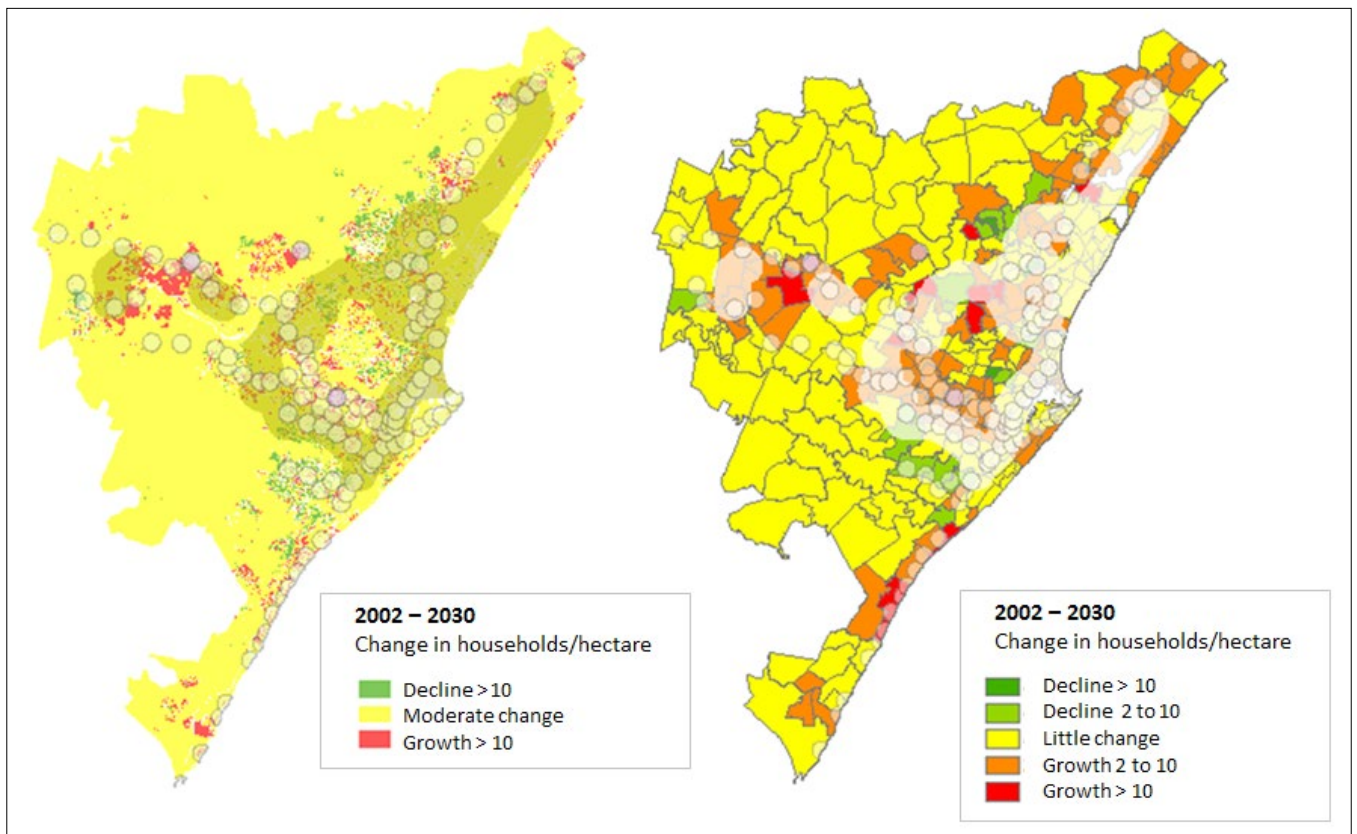 2002 – 2030
Change in households/hectare
Decline > 10
Moderate change
Growth > 10
2002 – 2030
Change in households/hectare
Decline > 10
Decline 2 to 10
Little change
Growth 2 to 10
Growth > 10